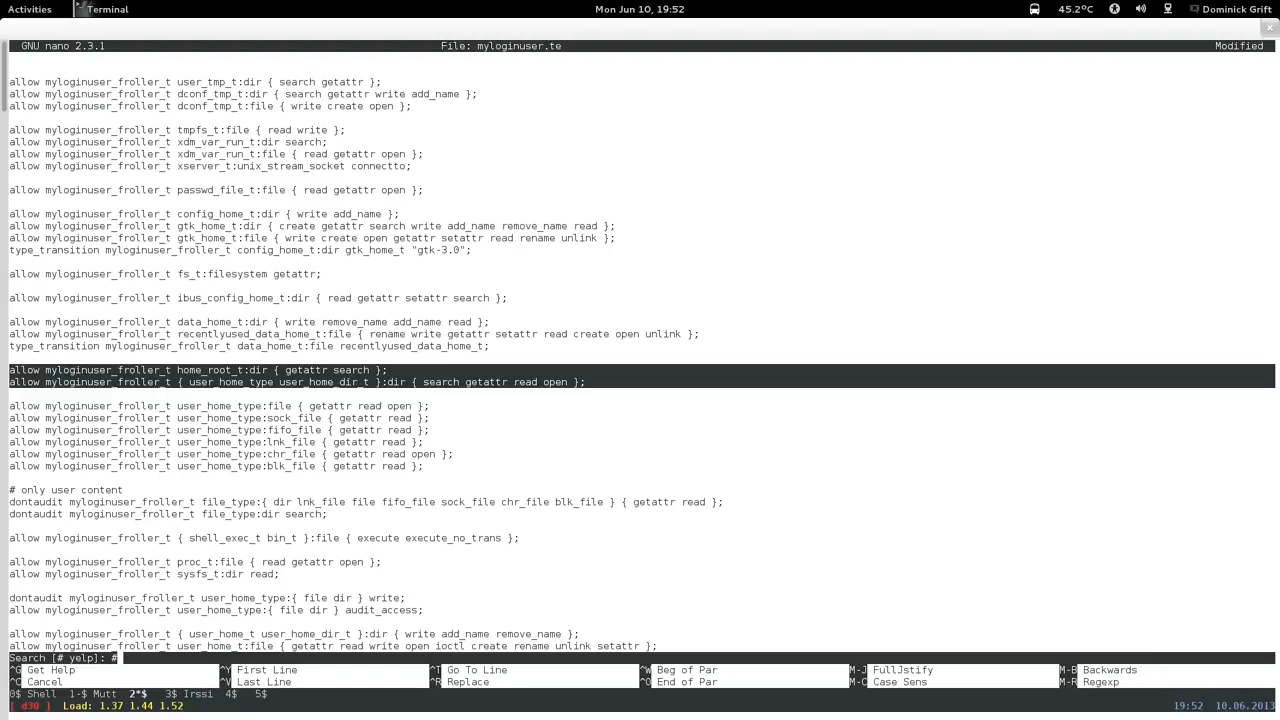 Activities Terminal Mon Jun 10, 19:52 45.2°C Dominick Grift
GNU nano 2.3.1 File: myloginuser.te Modified
allow myloginuser_froller_t user_tmp_t:dir { search getattr };
allow myloginuser_froller_t dconf_tmp_t:dir { search getattr write add_name };
allow myloginuser_froller_t dconf_tmp_t:file { write create open };
allow myloginuser_froller_t tmpfs_t:file { read write };
allow myloginuser_froller_t xdm_var_run_t:dir search;
allow myloginuser_froller_t xdm_var_run_t:file { read getattr open };
allow myloginuser_froller_t xserver_t:unix_stream_socket connectto;
allow myloginuser_froller_t passwd_file_t:file { read getattr open };
allow myloginuser_froller_t config_home_t:dir { write add_name };
allow myloginuser_froller_t gtk_home_t:dir { create getattr search write add_name remove_name read };
allow myloginuser_froller_t gtk_home_t:file { write create open getattr setattr read rename unlink };
type_transition myloginuser_froller_t config_home_t:dir gtk_home_t "gtk-3.0";
allow myloginuser_froller_t fs_t:filesystem getattr;
allow myloginuser_froller_t ibus_config_home_t:dir { read getattr setattr search };
allow myloginuser_froller_t data_home_t:dir { write remove_name add_name read };
allow myloginuser_froller_t recentlyused_data_home_t:file { rename write getattr setattr read create open unlink };
type_transition myloginuser_froller_t data_home_t:file recentlyused_data_home_t;
allow myloginuser_froller_t home_root_t:dir { getattr search };
allow myloginuser_froller_t { user_home_type user_home_dir_t }:dir { search getattr read open };
allow myloginuser_froller_t user_home_type:file { getattr read open };
allow myloginuser_froller_t user_home_type:sock_file { getattr read };
allow myloginuser_froller_t user_home_type:fifo_file { getattr read };
allow myloginuser_froller_t user_home_type:lnk_file { getattr read };
allow myloginuser_froller_t user_home_type:chr_file { getattr read open };
allow myloginuser_froller_t user_home_type:blk_file { getattr read };
# only user content
dontaudit myloginuser_froller_t file_type:{ dir lnk_file file fifo_file sock_file chr_file blk_file } { getattr read };
dontaudit myloginuser_froller_t file_type:dir search;
allow myloginuser_froller_t { shell_exec_t bin_t }:file { execute execute_no_trans };
allow myloginuser_froller_t proc_t:file { read getattr open };
allow myloginuser_froller_t sysfs_t:dir read;
dontaudit myloginuser_froller_t user_home_type:{ file dir } write;
allow myloginuser_froller_t user_home_type:{ file dir } audit_access;
allow myloginuser_froller_t { user_home_t user_home_dir_t }:dir { write add_name remove_name };
allow myloginuser_froller_t user_home_t:file { getattr read write open ioctl create rename unlink setattr };
Search [# yelp]: #
^G Get Help ^Y First Line ^T Go To Line ^W Beg of Par M-J FullJstify M-B Backwards
^C Cancel ^V Last Line ^R Replace ^O End of Par M-C Case Sens M-R Regexp
0$ Shell 1-$ Mutt 2*$ 3$ Irssi 4$ 5$
[ d30 ] Load: 1.37 1.44 1.52 19:52 10.06.2013